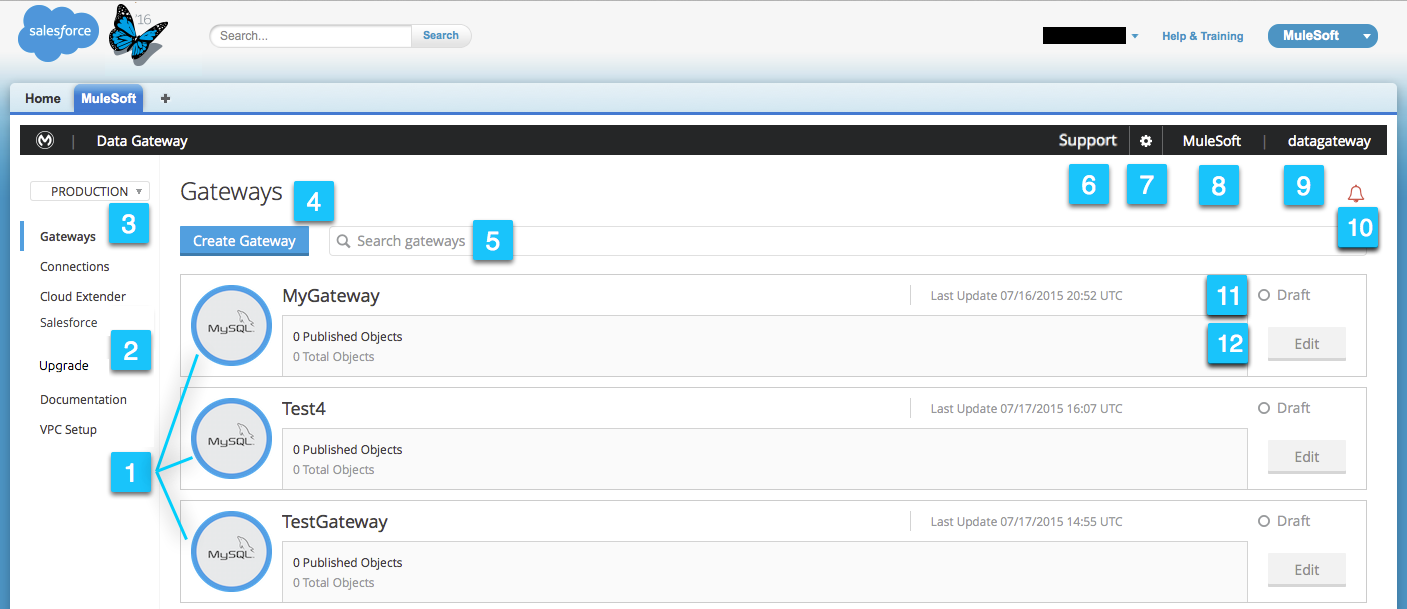 salesforce
'16
Search...
Search
Help & Training
MuleSoft
Home
MuleSoft
+
Data Gateway
Support
MuleSoft
datagateway
6
7
8
9
10
PRODUCTION
3
Gateways
Connections
Cloud Extender
Salesforce
2
Upgrade
Documentation
VPC Setup
1
Gateways
4
Create Gateway
Search gateways
5
MySQL
MyGateway
Last Update 07/16/2015 20:52 UTC
11
Draft
0 Published Objects
0 Total Objects
12
Edit
MySQL
Test4
Last Update 07/17/2015 16:07 UTC
Draft
0 Published Objects
0 Total Objects
Edit
MySQL
TestGateway
Last Update 07/17/2015 14:55 UTC
Draft
0 Published Objects
0 Total Objects
Edit